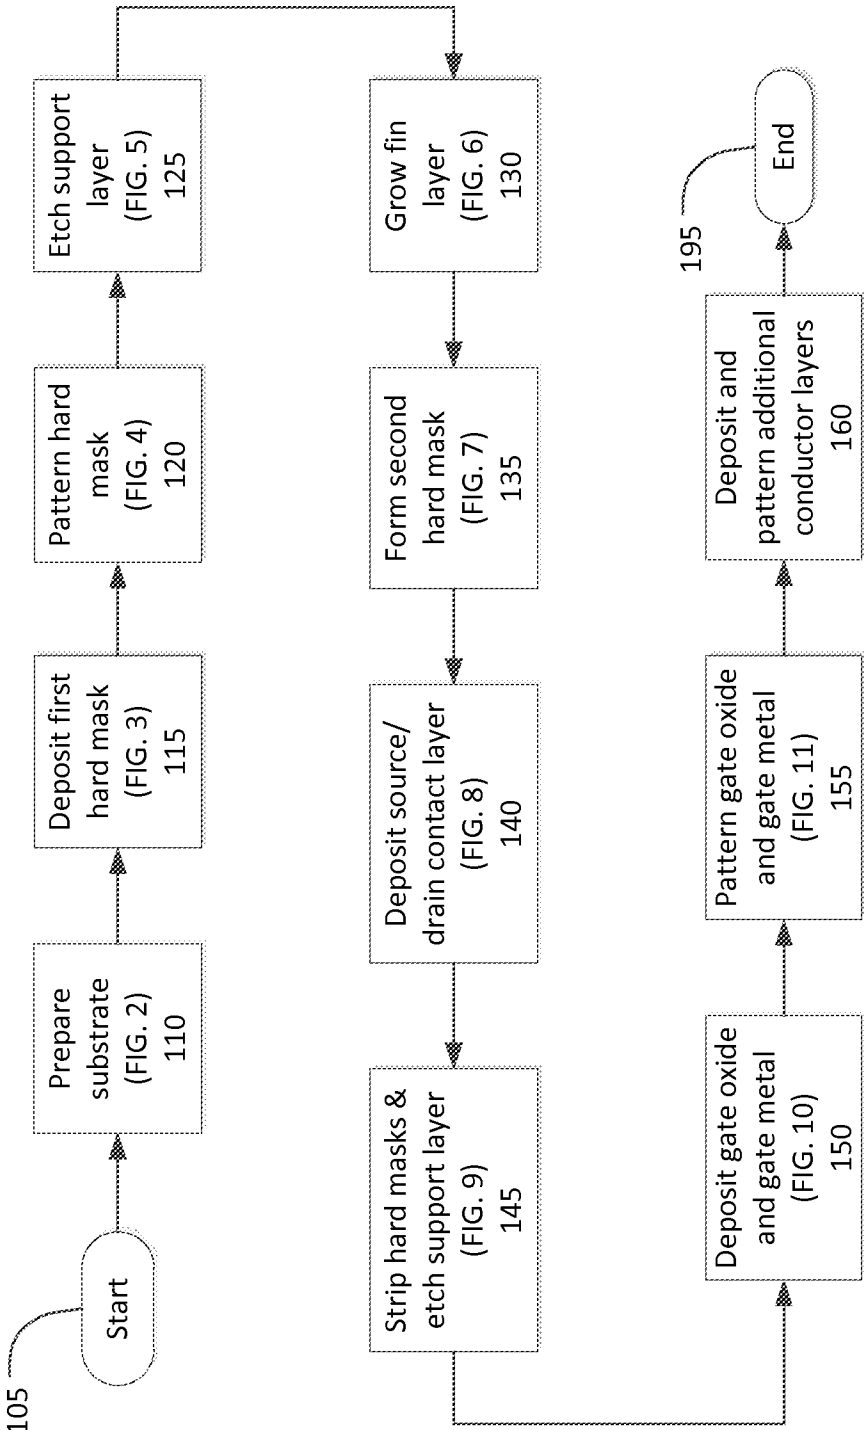 105
Start
Prepare
substrate
(FIG. 2)
110
Deposit first
hard mask
(FIG. 3)
115
Pattern hard
mask
(FIG. 4)
120
Etch support
layer
(FIG. 5)
125
Grow fin
layer
(FIG. 6)
130
Form second
hard mask
(FIG. 7)
135
Deposit source/
drain contact layer
(FIG. 8)
140
Strip hard masks &
etch support layer
(FIG. 9)
145
Deposit gate oxide
and gate metal
(FIG. 10)
150
Pattern gate oxide
and gate metal
(FIG. 11)
155
Deposit and
pattern additional
conductor layers
160
195
End